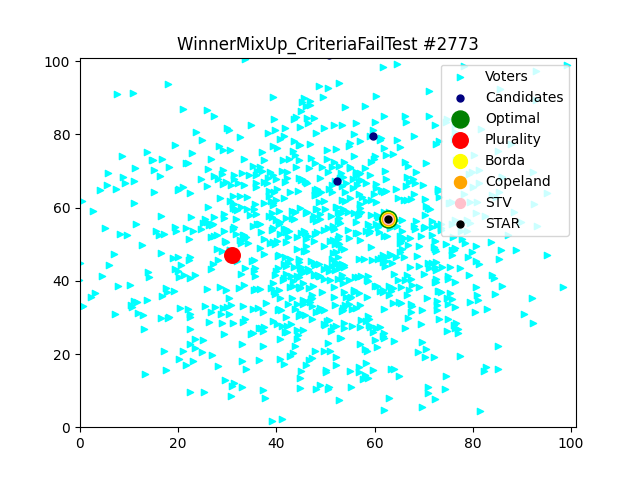 WinnerMixUp_CriteriaFailTest #2773
100
80
60
40
20
0
0
20
40
60
80
100
Voters
Candidates
Optimal
Plurality
Borda
Copeland
STV
STAR